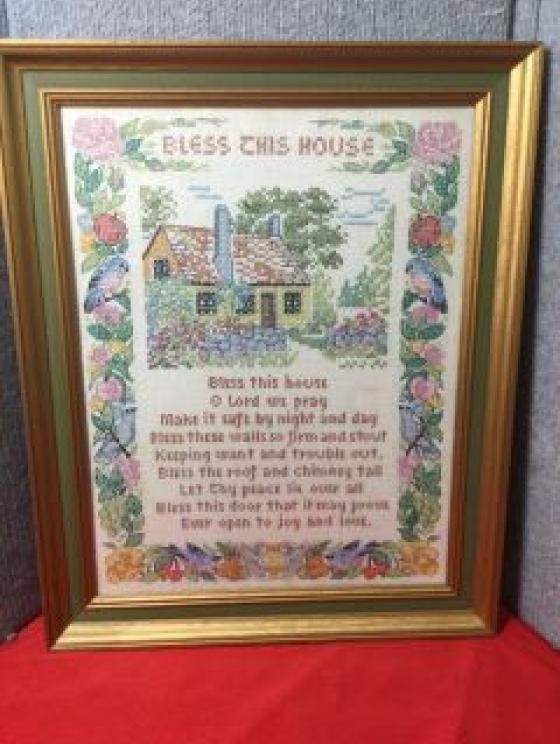 BLESS THIS HOUSE
Bless this house
O Lord we pray
Make it safe by night and day
Bless these walls so firm and stout
Keeping want and trouble out.
Bless the roof and chimney tall
Let Thy peace lie over all
Bless this door that it may prove
Ever open to joy and love.